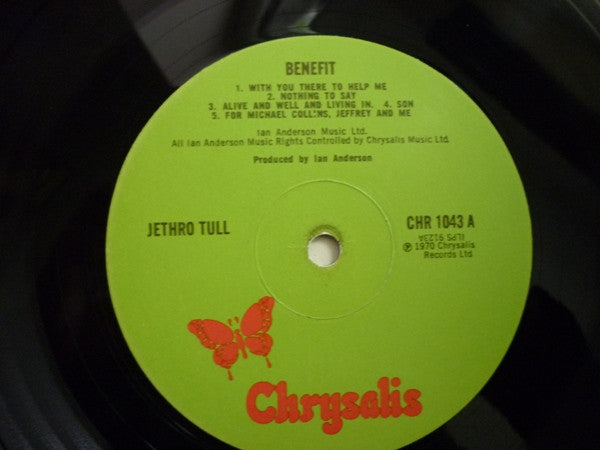 BENEFIT
1. WITH YOU THERE TO HELP ME
2. NOTHING TO SAY
3. ALIVE AND WELL AND LIVING IN. 4. SON
5. FOR MICHAEL COLLINS, JEFFREY AND ME
Ian Anderson Music Ltd.
All Ian Anderson Music Rights Controlled by Chrysalis Music Ltd.
Produced by Ian Anderson
JETHRO TULL
CHR 1043 A
ILPS 9123A
℗ 1970 Chrysalis
Records Ltd
Chrysalis